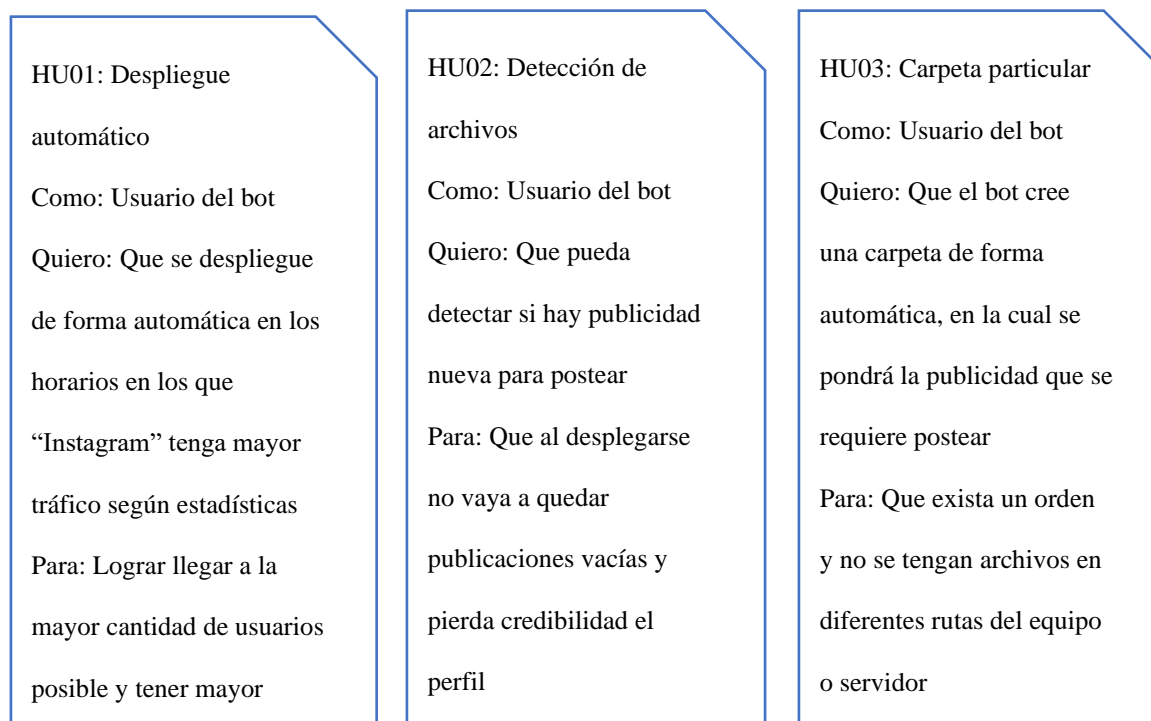 HU01: Despliegue
automático
Como: Usuario del bot
Quiero: Que se despliegue
de forma automática en los
horarios en los que
“Instagram” tenga mayor
tráfico según estadísticas
Para: Lograr llegar a la
mayor cantidad de usuarios
posible y tener mayor
HU02: Detección de
archivos
Como: Usuario del bot
Quiero: Que pueda
detectar si hay publicidad
nueva para postear
Para: Que al desplegarse
no vaya a quedar
publicaciones vacías y
pierda credibilidad el
perfil
HU03: Carpeta particular
Como: Usuario del bot
Quiero: Que el bot cree
una carpeta de forma
automática, en la cual se
pondrá la publicidad que se
requiere postear
Para: Que exista un orden
y no se tengan archivos en
diferentes rutas del equipo
o servidor